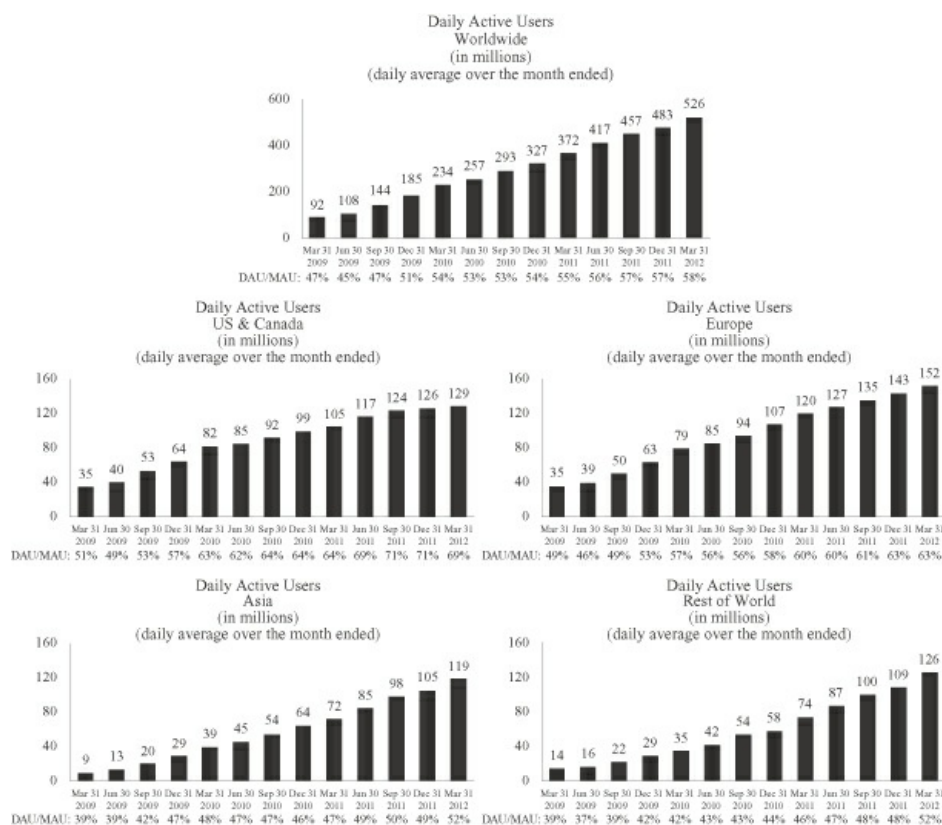 Daily Active Users
Worldwide
(in millions)
(daily average over the month ended)
600
400
200
0
92 108 144 185 234 257 293 327 372 417 457 483 526
Mar 31 Jun 30 Sep 30 Dec 31 Mar 31 Jun 30 Sep 30 Dec 31 Mar 31 Jun 30 Sep 30 Dec 31 Mar 31
2009 2009 2009 2009 2010 2010 2010 2010 2011 2011 2011 2011 2012
DAU/MAU: 47% 45% 47% 51% 54% 53% 53% 54% 55% 56% 57% 57% 58%
Daily Active Users
US & Canada
(in millions)
(daily average over the month ended)
160
120
80
40
0
35 40 53 64 82 85 92 99 105 117 124 126 129
Mar 31 Jun 30 Sep 30 Dec 31 Mar 31 Jun 30 Sep 30 Dec 31 Mar 31 Jun 30 Sep 30 Dec 31 Mar 31
2009 2009 2009 2009 2010 2010 2010 2010 2011 2011 2011 2011 2012
DAU/MAU: 51% 49% 53% 57% 63% 62% 64% 64% 64% 69% 71% 71% 69%
Daily Active Users
Europe
(in millions)
(daily average over the month ended)
160
120
80
40
0
35 39 50 63 79 85 94 107 120 127 135 143 152
Mar 31 Jun 30 Sep 30 Dec 31 Mar 31 Jun 30 Sep 30 Dec 31 Mar 31 Jun 30 Sep 30 Dec 31 Mar 31
2009 2009 2009 2009 2010 2010 2010 2010 2011 2011 2011 2011 2012
DAU/MAU: 49% 46% 49% 53% 57% 56% 56% 58% 60% 60% 61% 63% 63%
Daily Active Users
Asia
(in millions)
(daily average over the month ended)
160
120
80
40
0
9 13 20 29 39 45 54 64 72 85 98 105 119
Mar 31 Jun 30 Sep 30 Dec 31 Mar 31 Jun 30 Sep 30 Dec 31 Mar 31 Jun 30 Sep 30 Dec 31 Mar 31
2009 2009 2009 2009 2010 2010 2010 2010 2011 2011 2011 2011 2012
DAU/MAU: 39% 39% 42% 47% 48% 47% 47% 46% 47% 49% 50% 49% 52%
Daily Active Users
Rest of World
(in millions)
(daily average over the month ended)
160
120
80
40
0
14 16 22 29 35 42 54 58 74 87 100 109 126
Mar 31 Jun 30 Sep 30 Dec 31 Mar 31 Jun 30 Sep 30 Dec 31 Mar 31 Jun 30 Sep 30 Dec 31 Mar 31
2009 2009 2009 2009 2010 2010 2010 2010 2011 2011 2011 2011 2012
DAU/MAU: 39% 37% 39% 42% 42% 43% 43% 44% 46% 47% 48% 48% 52%